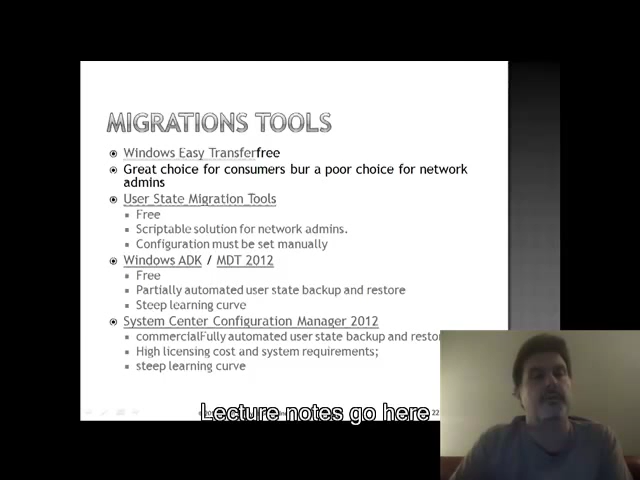 MIGRATIONS TOOLS
Windows Easy Transferfree
Great choice for consumers bur a poor choice for network
admins
User State Migration Tools
Free
Scriptable solution for network admins.
Configuration must be set manually
Windows ADK / MDT 2012
Free
Partially automated user state backup and restore
Steep learning curve
System Center Configuration Manager 2012
commercialFully automated user state backup and
High licensing cost and system requirements;
steep learning curve
Lecture notes go here
22